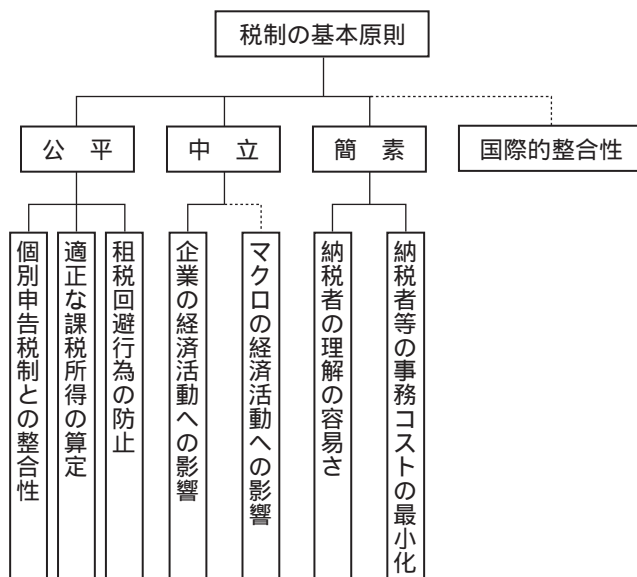 税制の基本原則
公　平
中　立
簡　素
国際的整合性
個別申告税制との整合性
適正な課税所得の算定
租税回避行為の防止
企業の経済活動への影響
マクロの経済活動への影響
納税者の理解の容易さ
納税者等の事務コストの最小化